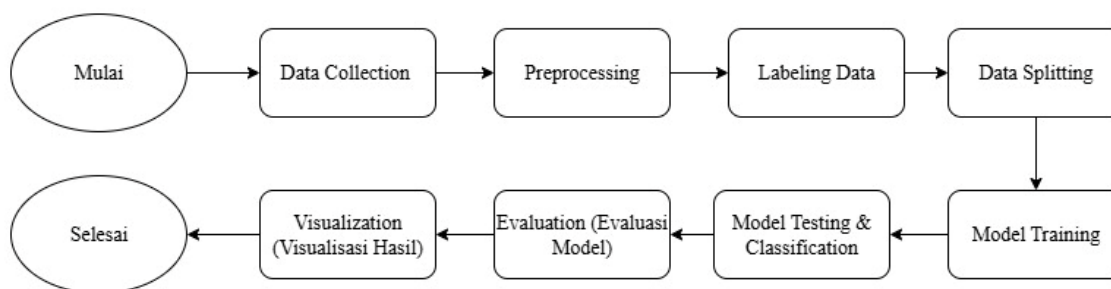 Mulai
Data Collection
Preprocessing
Labeling Data
Data Splitting
Model Training
Model Testing &
Classification
Evaluation (Evaluasi
Model)
Visualization
(Visualisasi Hasil)
Selesai